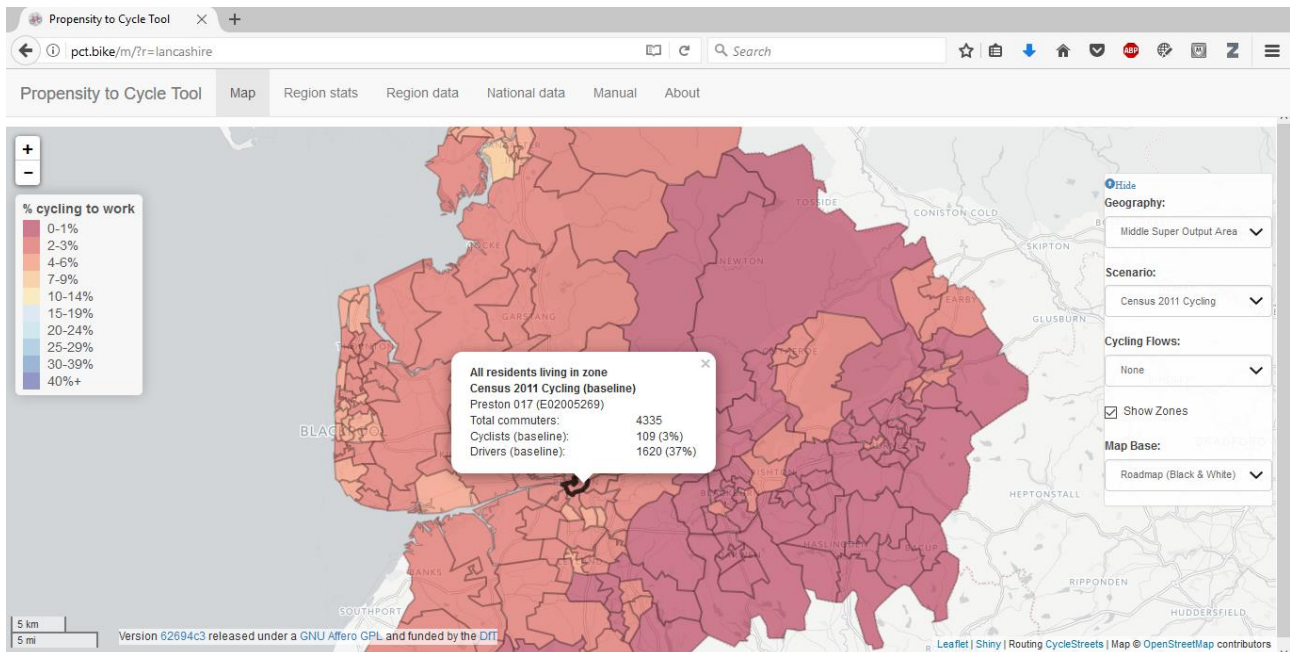 Propensity to Cycle Tool
pct.bike/m/?r=lancashire
Search
ABP
Z
Propensity to Cycle Tool Map Region stats Region data National data Manual About
+
−
% cycling to work
0-1%
2-3%
4-6%
7-9%
10-14%
15-19%
20-24%
25-29%
30-39%
40%+
Hide
Geography:
Middle Super Output Area
Scenario:
Census 2011 Cycling
Cycling Flows:
None
Show Zones
Map Base:
Roadmap (Black & White)
TOSSIDE
CONISTON COLD
SKIPTON
NEWTON
EARBY
GLUSBURN
GARSTANG
All residents living in zone
Census 2011 Cycling (baseline)
Preston 017 (E02005269)
Total commuters: 4335
Cyclists (baseline): 109 (3%)
Drivers (baseline): 1620 (37%)
HEPTONSTALL
BANKS
SOUTHPORT
RIPPONDEN
HUDDERSFIELD
5 km
5 mi
Version 62694c3 released under a GNU Affero GPL and funded by the DfT
Leaflet | Shiny | Routing CycleStreets | Map © OpenStreetMap contributors